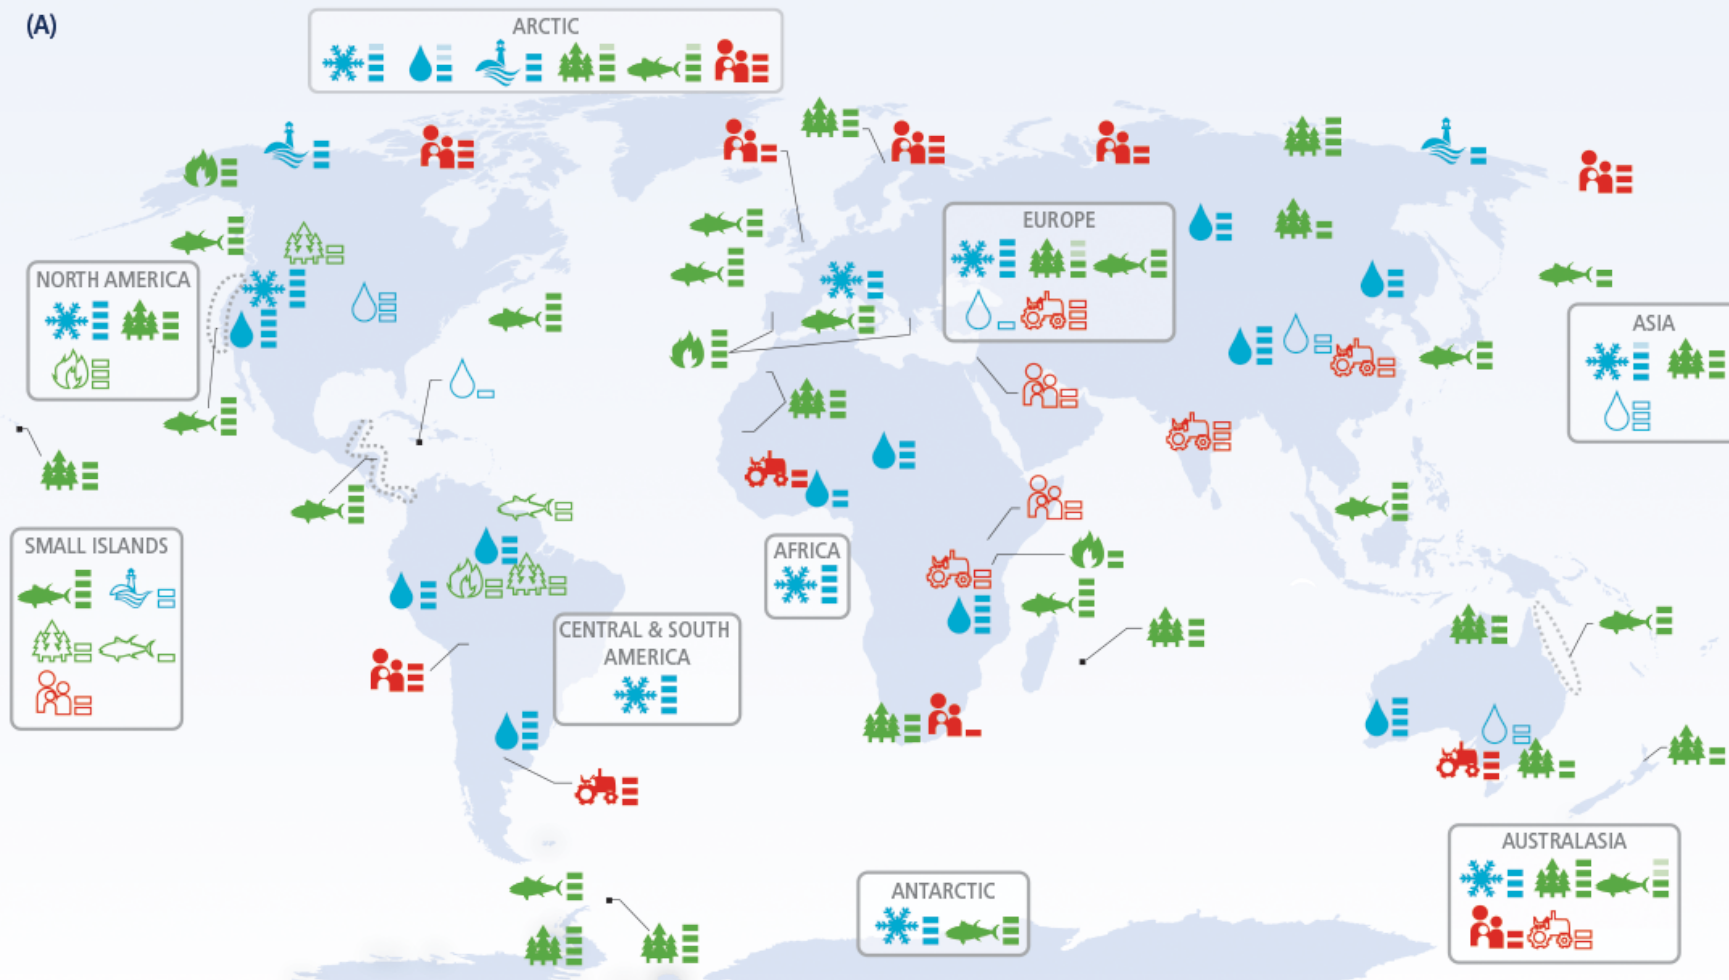 (A)
ARCTIC
EUROPE
NORTH AMERICA
ASIA
SMALL ISLANDS
AFRICA
CENTRAL & SOUTH
AMERICA
AUSTRALASIA
ANTARCTIC